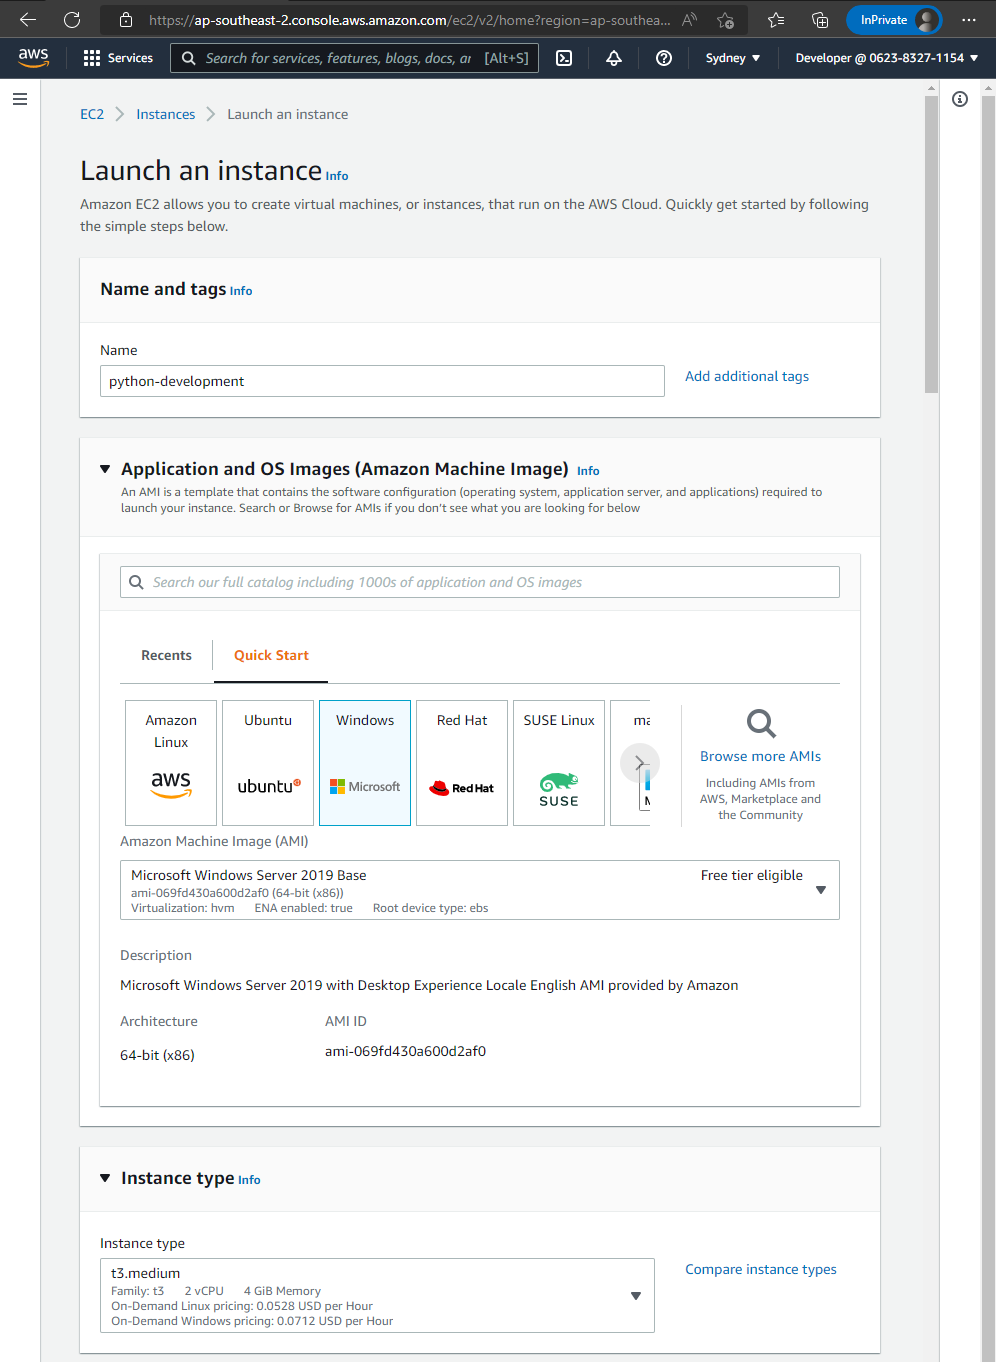 https://ap-southeast-2.console.aws.amazon.com/ec2/v2/home?region=ap-southea...
InPrivate
aws
Services
Search for services, features, blogs, docs, ar [Alt+S]
Sydney
Developer @ 0623-8327-1154
EC2 > Instances > Launch an instance
Launch an instance Info
Amazon EC2 allows you to create virtual machines, or instances, that run on the AWS Cloud. Quickly get started by following
the simple steps below.
Name and tags Info
Name
python-development
Add additional tags
Application and OS Images (Amazon Machine Image) Info
An AMI is a template that contains the software configuration (operating system, application server, and applications) required to
launch your instance. Search or Browse for AMIs if you don't see what you are looking for below
Search our full catalog including 1000s of application and OS images
Recents
Quick Start
Amazon
Linux
aws
Ubuntu
ubuntu
Windows
Microsoft
Red Hat
Red Hat
SUSE Linux
SUSE
ma
Browse more AMIs
Including AMIs from
AWS, Marketplace and
the Community
Amazon Machine Image (AMI)
Microsoft Windows Server 2019 Base
Free tier eligible
ami-069fd430a600d2af0 (64-bit (x86))
Virtualization: hvm ENA enabled: true Root device type: ebs
Description
Microsoft Windows Server 2019 with Desktop Experience Locale English AMI provided by Amazon
Architecture
AMI ID
64-bit (x86)
ami-069fd430a600d2af0
Instance type Info
Instance type
t3.medium
Family: t3 2 vCPU 4 GiB Memory
On-Demand Linux pricing: 0.0528 USD per Hour
On-Demand Windows pricing: 0.0712 USD per Hour
Compare instance types